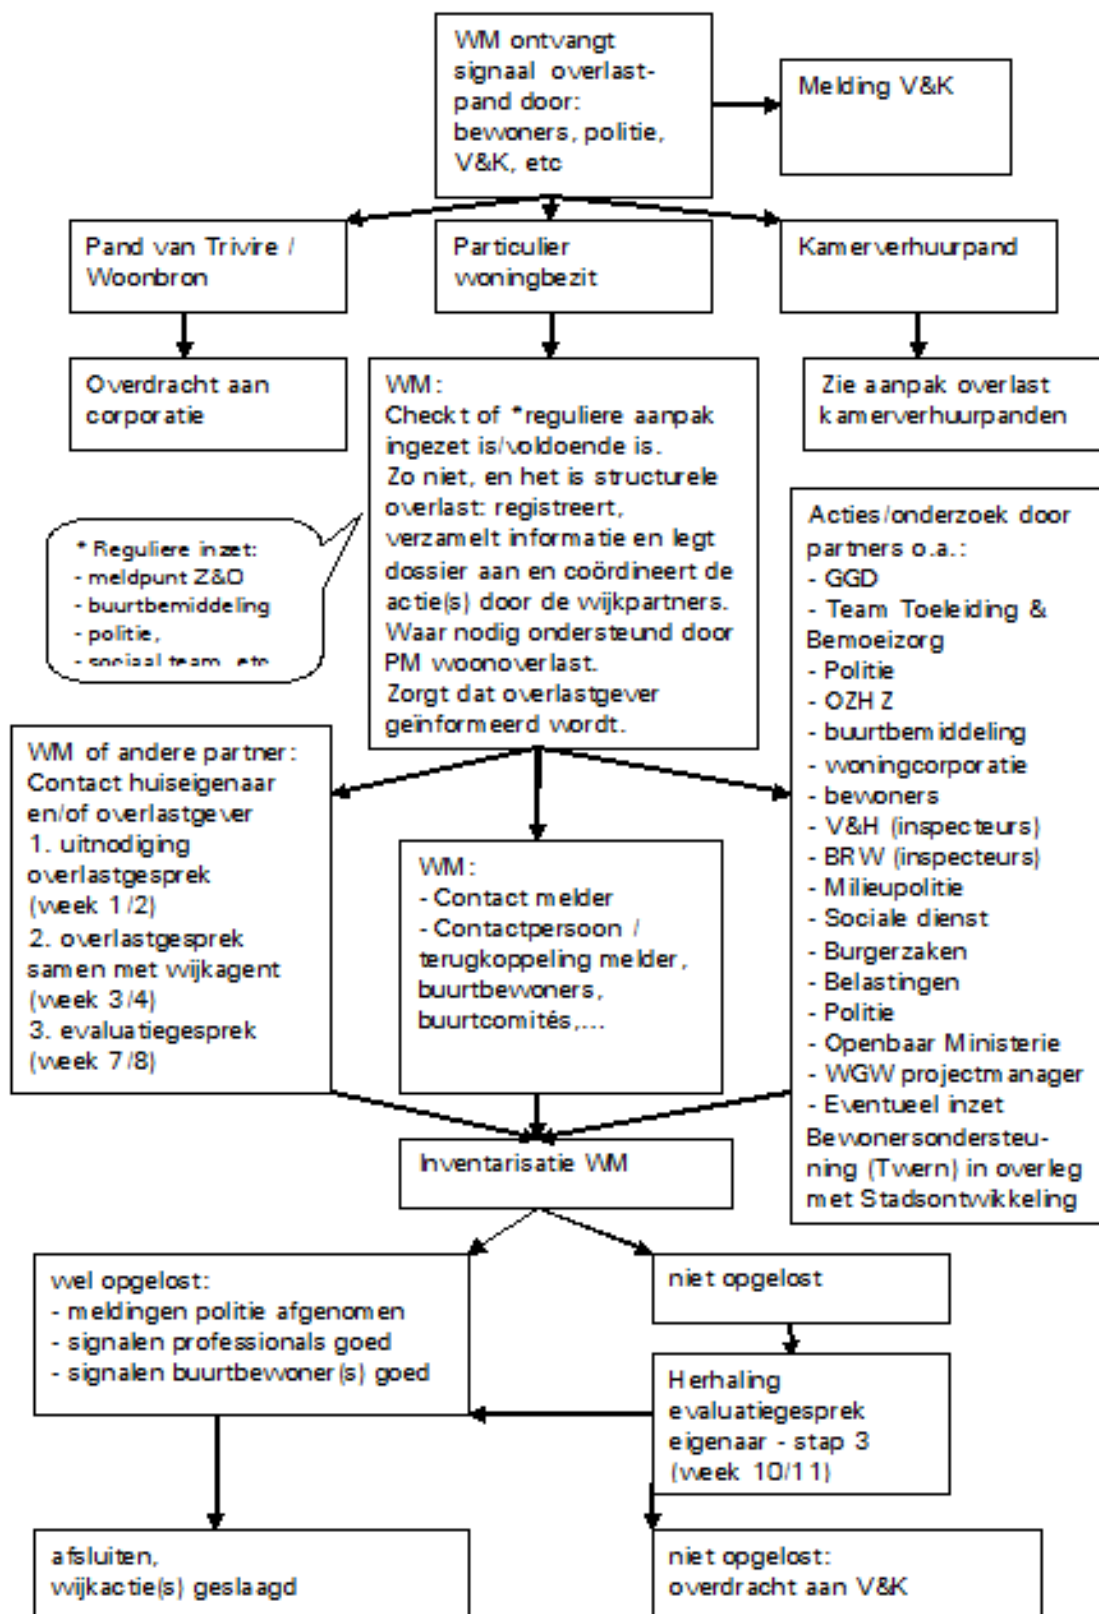 WM ontvangt
signaal overlast-
pand door:
bewoners, politie,
V&K, etc
Melding V&K
Pand van Trivire /
Woonbron
Particulier
woningbezit
Kamerverhuurpand
Overdracht aan
corporatie
WM:
Checkt of *reguliere aanpak
ingezet is/voldoende is.
Zo niet, en het is structurele
overlast: registreert,
verzamelt informatie en legt
dossier aan en coördineert de
actie(s) door de wijkpartners.
Waar nodig ondersteund door
PM woonoverlast.
Zorgt dat overlastgever
geïnformeerd wordt.
Zie aanpak overlast
kamerverhuurpanden
* Reguliere inzet:
- meldpunt Z&O
- buurtbemiddeling
- politie,
- sociaal team, etc
Acties/onderzoek door
partners o.a.:
- GGD
- Team Toeleiding &
Bemoeizorg
- Politie
- OZHZ
- buurtbemiddeling
- woningcorporatie
- bewoners
- V&H (inspecteurs)
- BRW (inspecteurs)
- Milieupolitie
- Sociale dienst
- Burgerzaken
- Belastingen
- Politie
- Openbaar Ministerie
- WGW projectmanager
- Eventueel inzet
Bewonersondersteu-
ning (Twern) in overleg
met Stadsontwikkeling
WM of andere partner:
Contact huiseigenaar
en/of overlastgever
1. uitnodiging
overlastgesprek
(week 1/2)
2. overlastgesprek
samen met wijkagent
(week 3/4)
3. evaluatiegesprek
(week 7/8)
WM:
- Contact melder
- Contactpersoon /
terugkoppeling melder,
buurtbewoners,
buurtcomités,...
Inventarisatie WM
wel opgelost:
- meldingen politie afgenomen
- signalen professionals goed
- signalen buurtbewoner(s) goed
niet opgelost
Herhaling
evaluatiegesprek
eigenaar - stap 3
(week 10/11)
afsluiten,
wijkactie(s) geslaagd
niet opgelost:
overdracht aan V&K